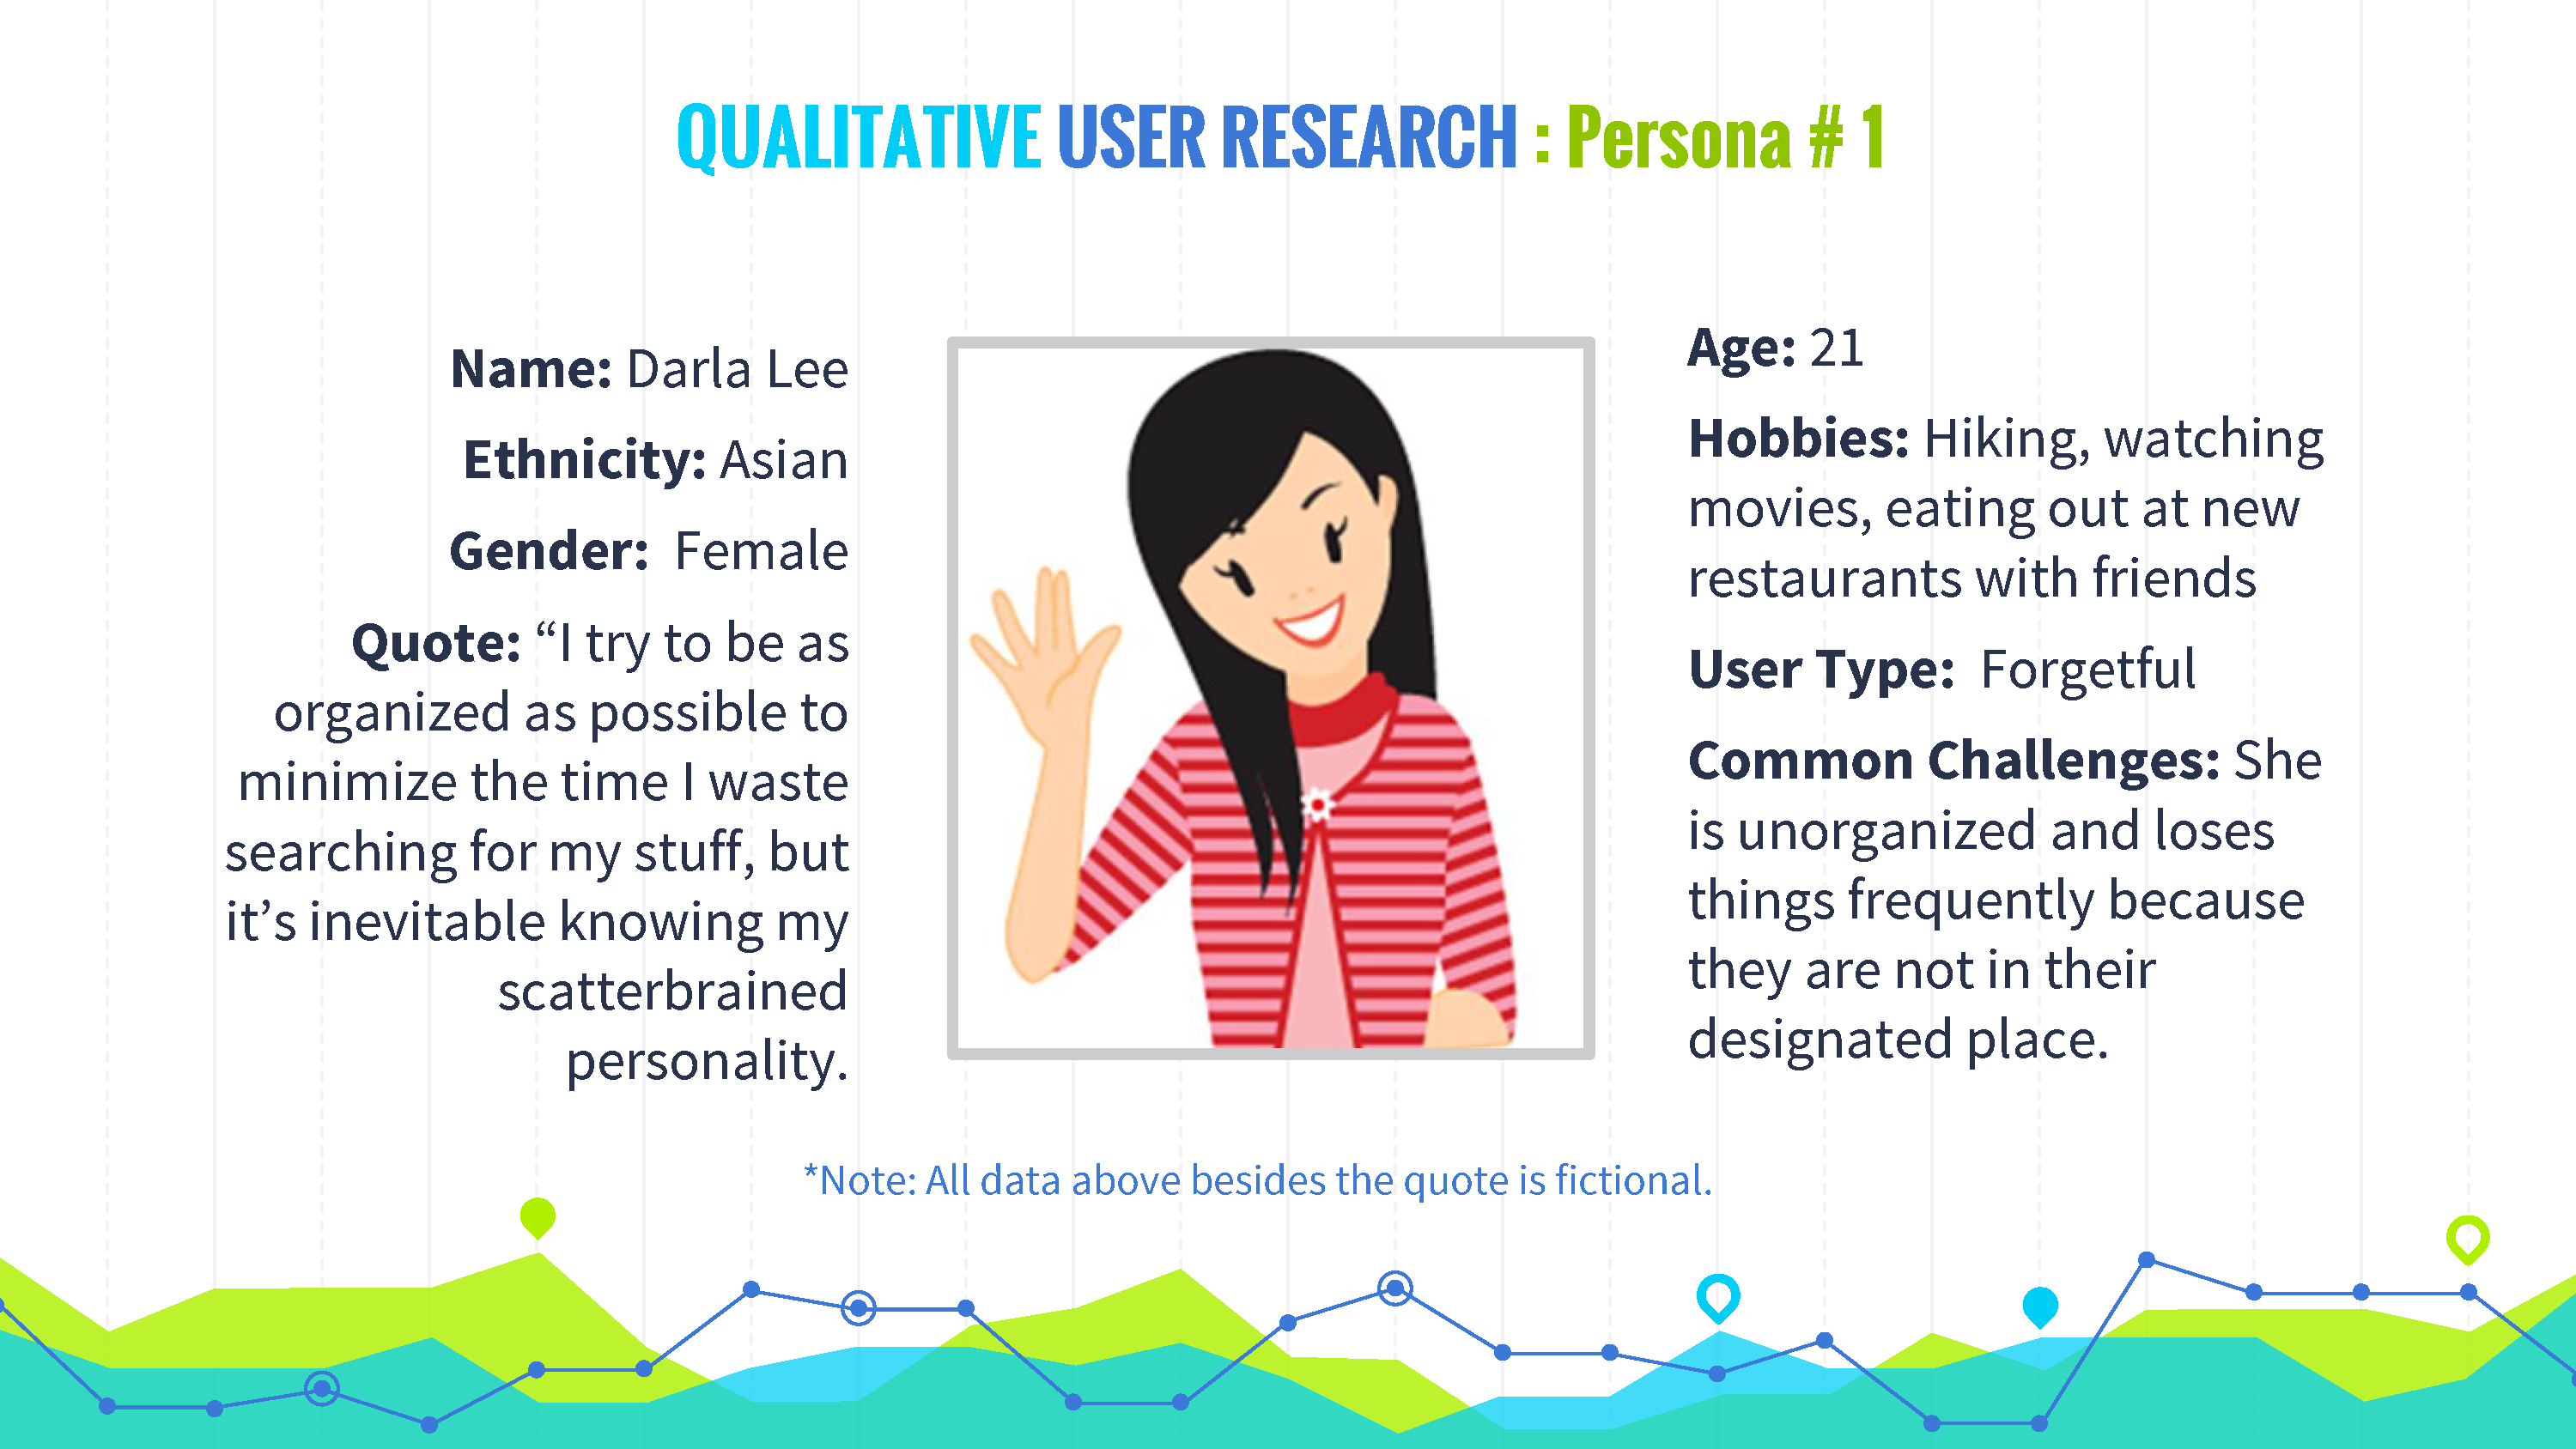 QUALITATIVE USER RESEARCH : Persona # 1
Name: Darla Lee
Ethnicity: Asian
Gender: Female
Quote: “I try to be as
organized as possible to
minimize the time I waste
searching for my stuff, but
it’s inevitable knowing my
scatterbrained
personality.
Age: 21
Hobbies: Hiking, watching
movies, eating out at new
restaurants with friends
User Type: Forgetful
Common Challenges: She
is unorganized and loses
things frequently because
they are not in their
designated place.
*Note: All data above besides the quote is fictional.